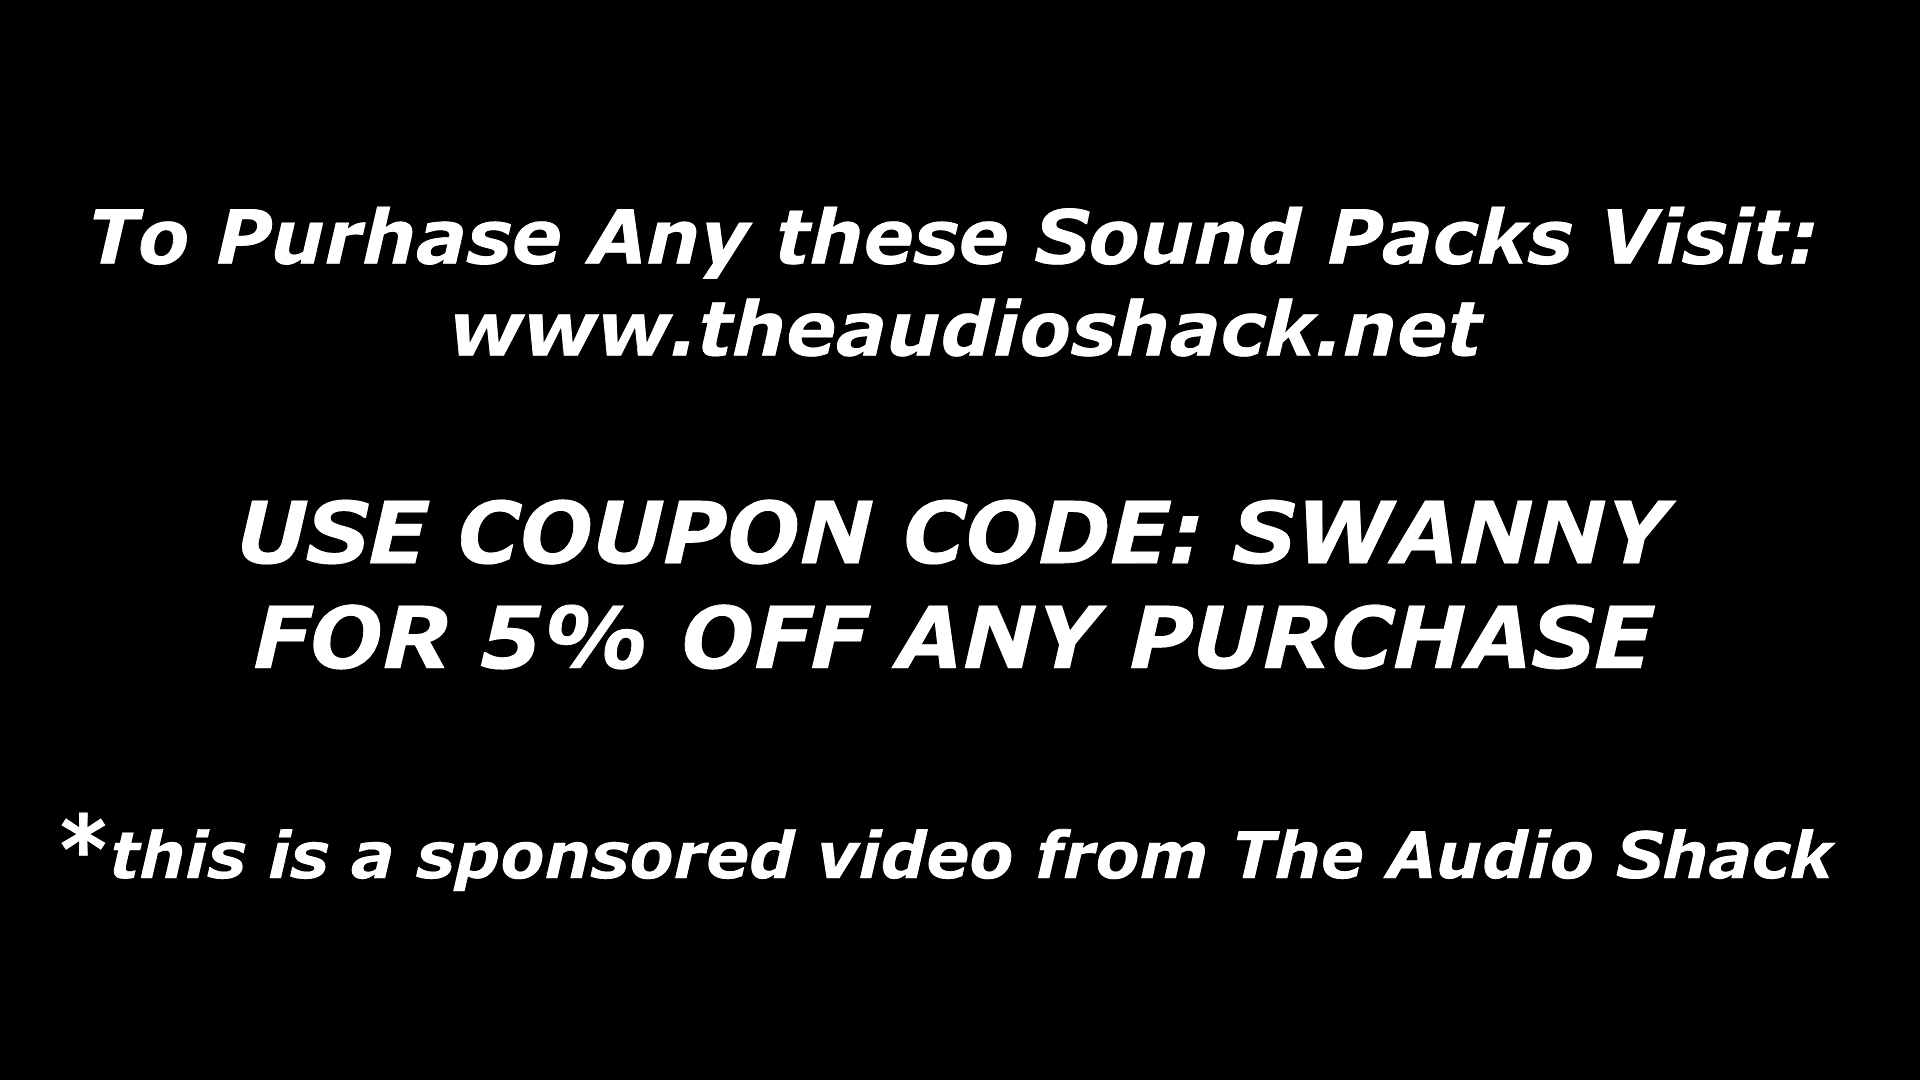 To Purhase Any these Sound Packs Visit:
www.theaudioshack.net
USE COUPON CODE: SWANNY
FOR 5% OFF ANY PURCHASE
*this is a sponsored video from The Audio Shack